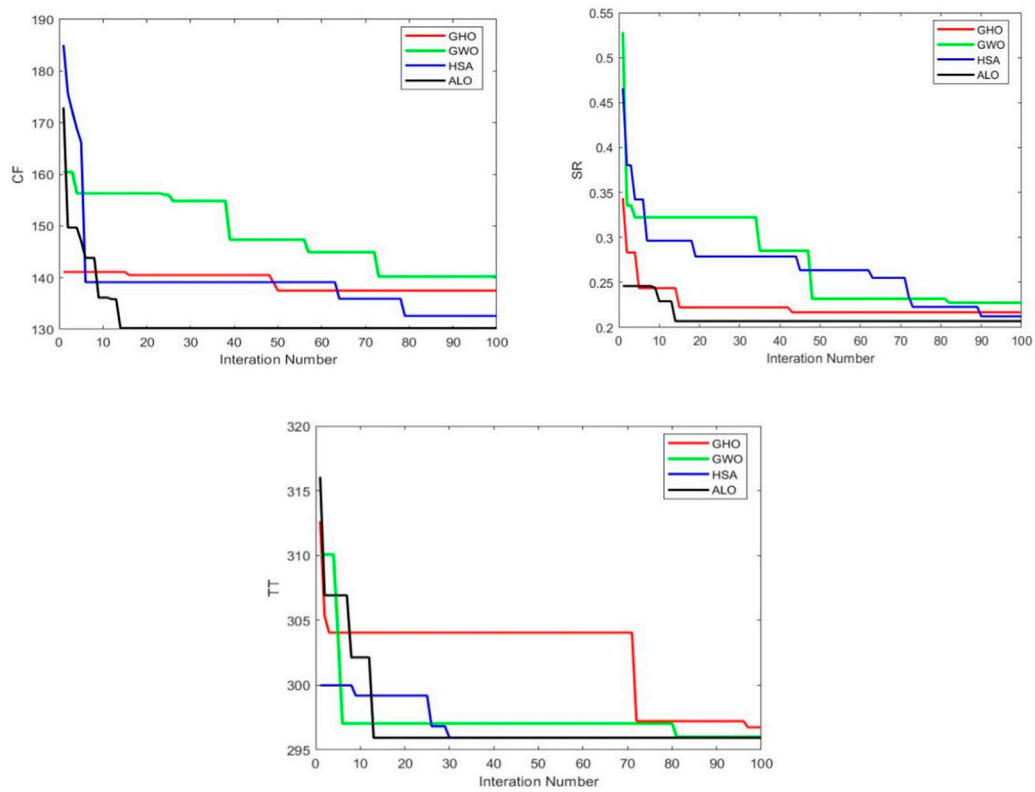 190
180
170
160
150
140
130
CF
0 10 20 30 40 50 60 70 80 90 100
Interation Number
GHO
GWO
HSA
ALO
0.55
0.5
0.45
0.4
0.35
0.3
0.25
0.2
SR
0 10 20 30 40 50 60 70 80 90 100
Interation Number
GHO
GWO
HSA
ALO
320
315
310
305
300
295
TT
0 10 20 30 40 50 60 70 80 90 100
Interation Number
GHO
GWO
HSA
ALO